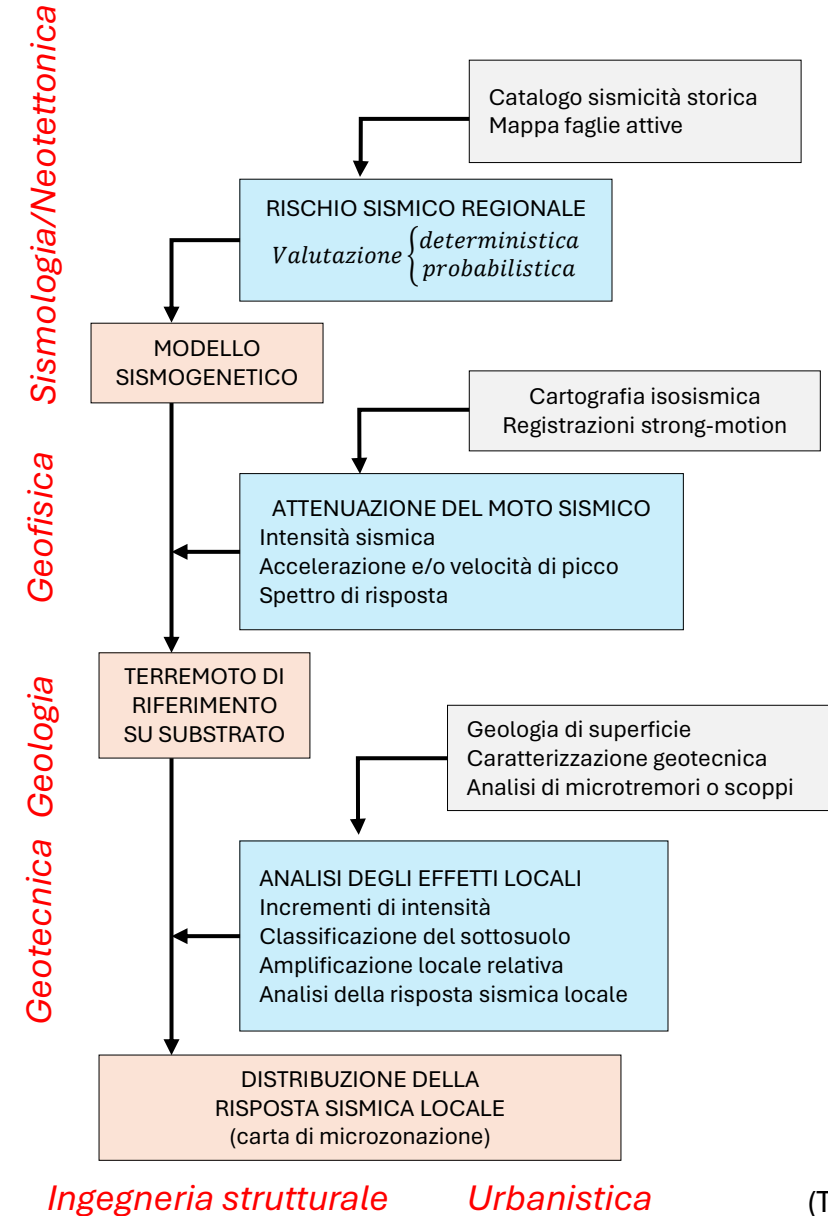 Sismologia/Neotettonica
Catalogo sismicità storica
Mappa faglie attive
RISCHIO SISMICO REGIONALE
Valutazione { deterministica
probabilistica
MODELLO
SISMOGENETICO
Cartografia isosismica
Registrazioni strong-motion
Geofisica
ATTENUAZIONE DEL MOTO SISMICO
Intensità sismica
Accelerazione e/o velocità di picco
Spettro di risposta
Geologia
TERREMOTO DI
RIFERIMENTO
SU SUBSTRATO
Geologia di superficie
Caratterizzazione geotecnica
Analisi di microtremori o scoppi
Geotecnica
ANALISI DEGLI EFFETTI LOCALI
Incrementi di intensità
Classificazione del sottosuolo
Amplificazione locale relativa
Analisi della risposta sismica locale
DISTRIBUZIONE DELLA
RISPOSTA SISMICA LOCALE
(carta di microzonazione)
Ingegneria strutturale
Urbanistica
(T